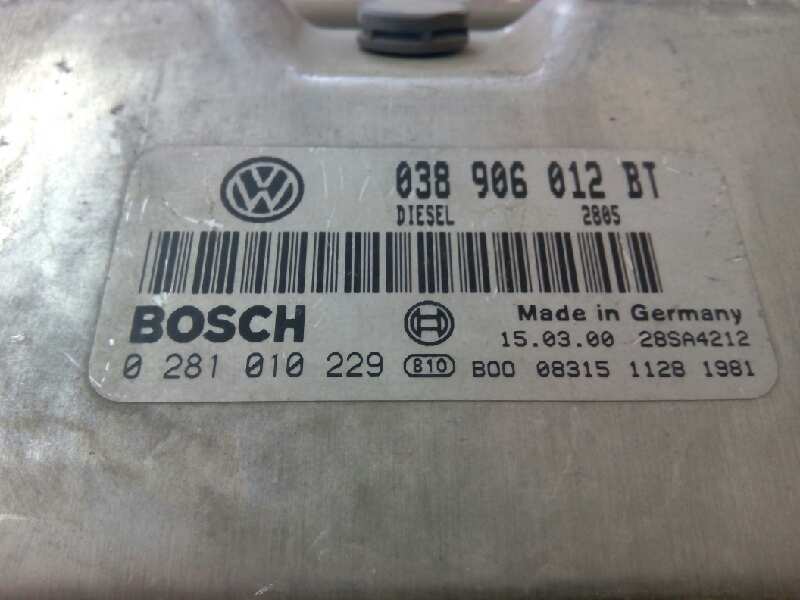 038 906 012 BT
DIESEL 2805
BOSCH
Made in Germany
15.03.00 28SA4212
0 281 010 229 B10 B00 08315 1128 1981